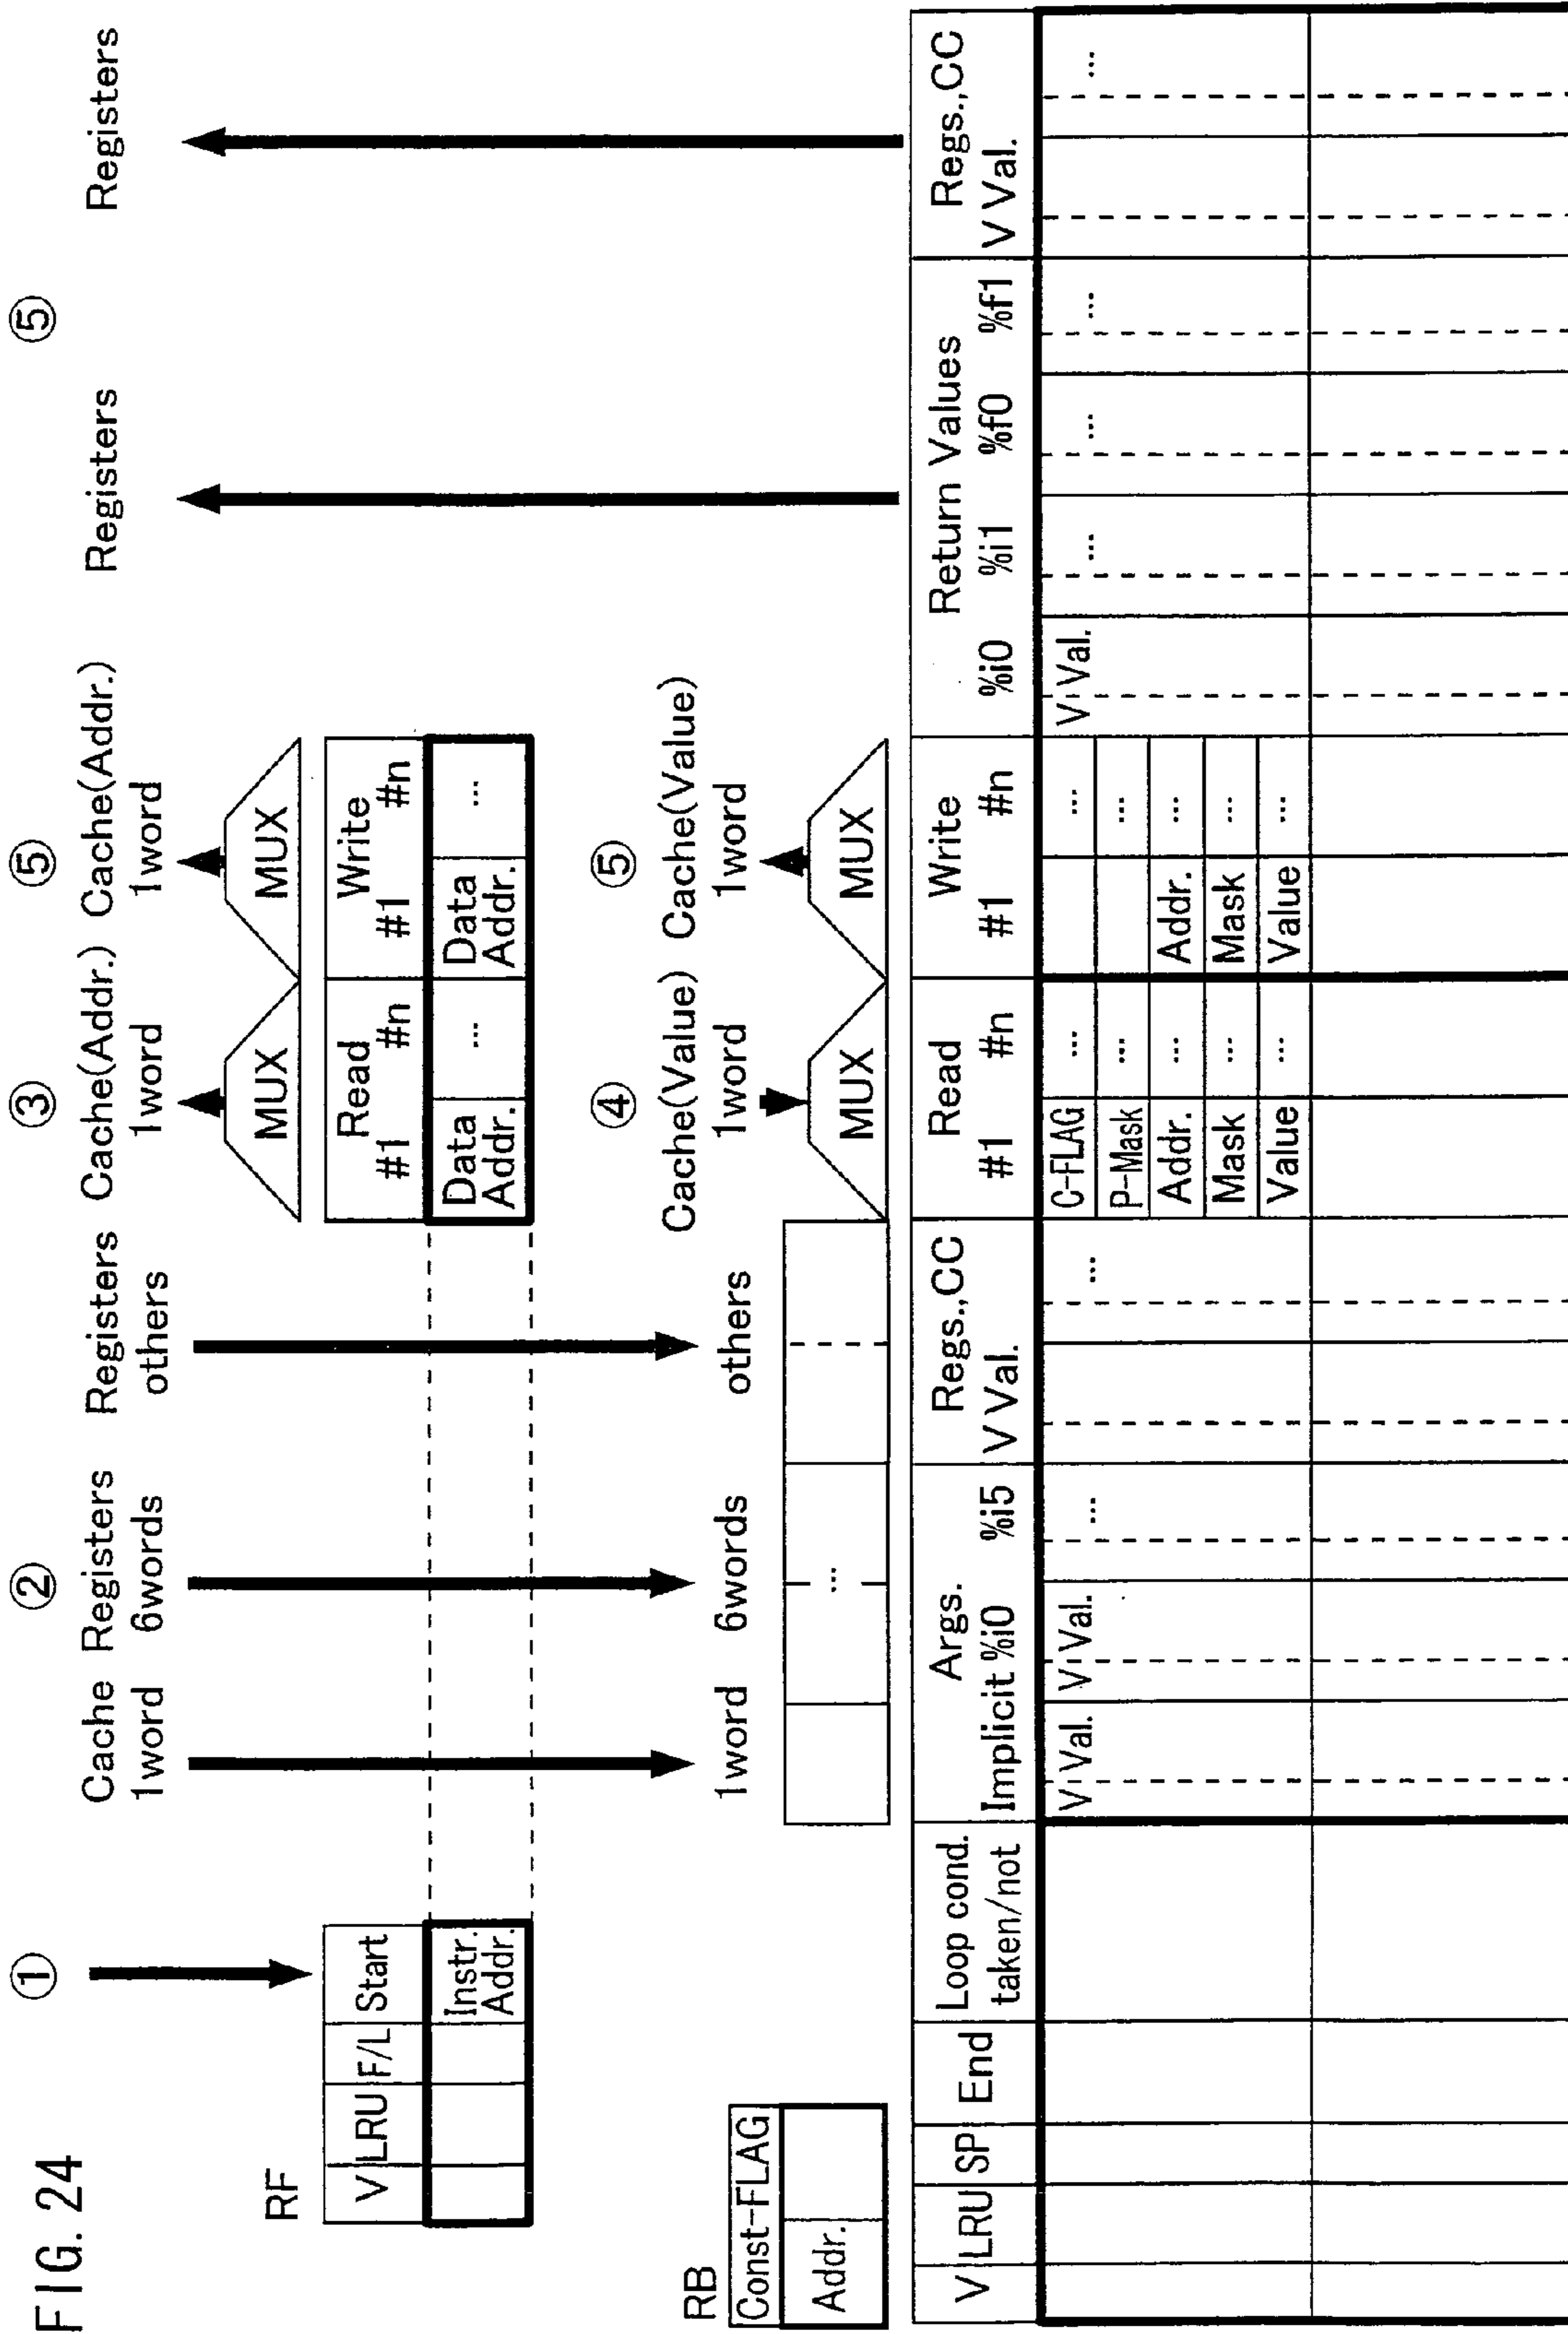 FIG. 24
① ② ③ ⑤ ⑤
Cache Registers Registers Cache(Addr.) Cache(Addr.) Registers Registers
1word 6words others 1word 1word
MUX MUX
RF
V LRU F/L Start Read Write
#1 #n #1 #n
Instr. Addr. Data Addr. ... Data Addr. ...
④ ⑤
Cache(Value) Cache(Value)
RB
1word 6words others 1word 1word
Const-FLAG
Addr. ... MUX MUX
V LRU SP End Loop cond. Args. Regs.,CC Read Write Return Values Regs.,CC
taken/not Implicit %i0 %i5 V Val. #1 #n #1 #n %i0 %i1 %f0 %f1 V Val.
V Val. V Val. ... ... C-FLAG ... ... V Val. ... ... ... ...
P-Mask ... ...
Addr. ... Addr. ...
Mask ... Mask ...
Value ... Value ...